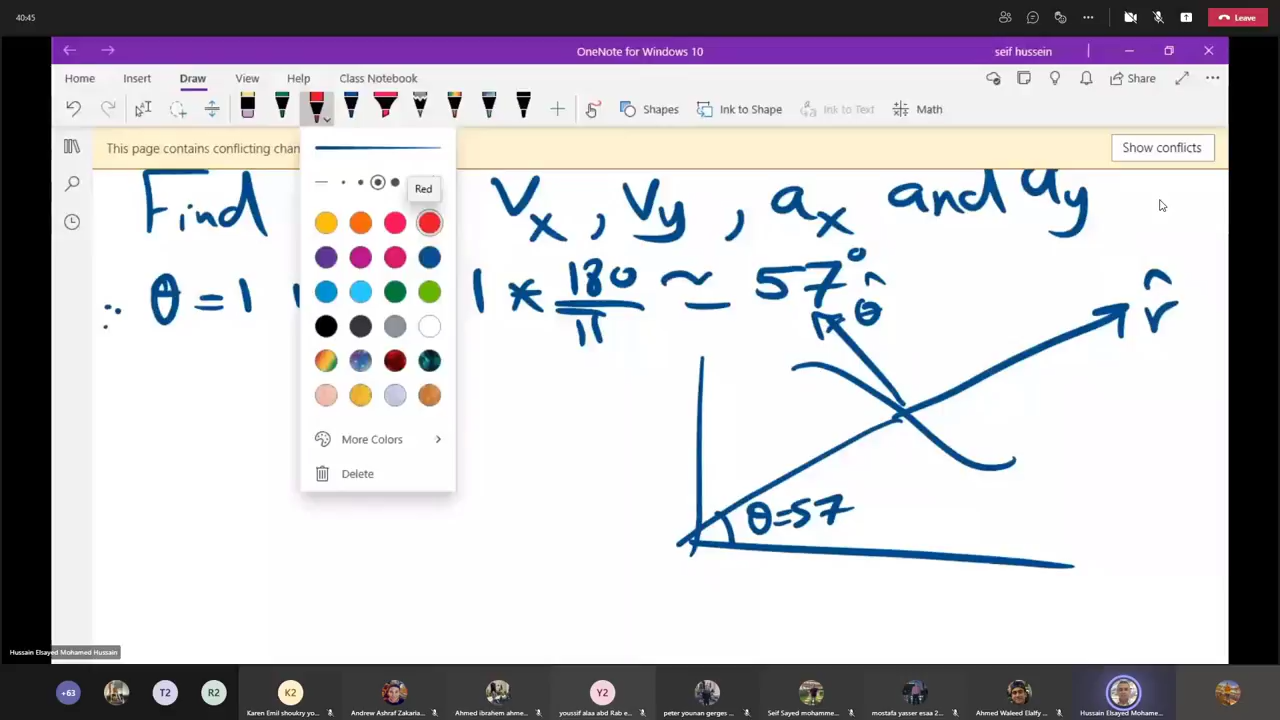 40:45
Leave
OneNote for Windows 10
seif hussein
Home Insert Draw View Help Class Notebook
Share
Shapes Ink to Shape Ink to Text Math
This page contains conflicting chan
Show conflicts
Red
More Colors
Delete
Find Vx , Vy , ax and ay
∴ θ = 1 1 * 180/π ≃ 57°
θ̂
r̂
θ=57
Hussain Elsayed Mohamed Hussain
+63 T2 R2 K2 Y2
Karen Emil shoukry yo... Andrew Ashraf Zakaria... Ahmed ibrahim ahme... youssif alaa abd Rab e... peter younan gerges ... Seif Sayed mohamme... mostafa yasser esaa 2... Ahmed Waleed Elalfy ... Hussain Elsayed Mohame...